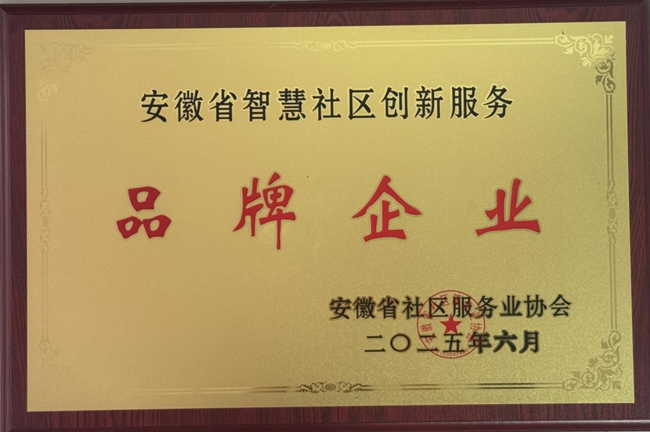 安徽省智慧社区创新服务
品牌企业
安徽省社区服务业协会
二〇二五年六月